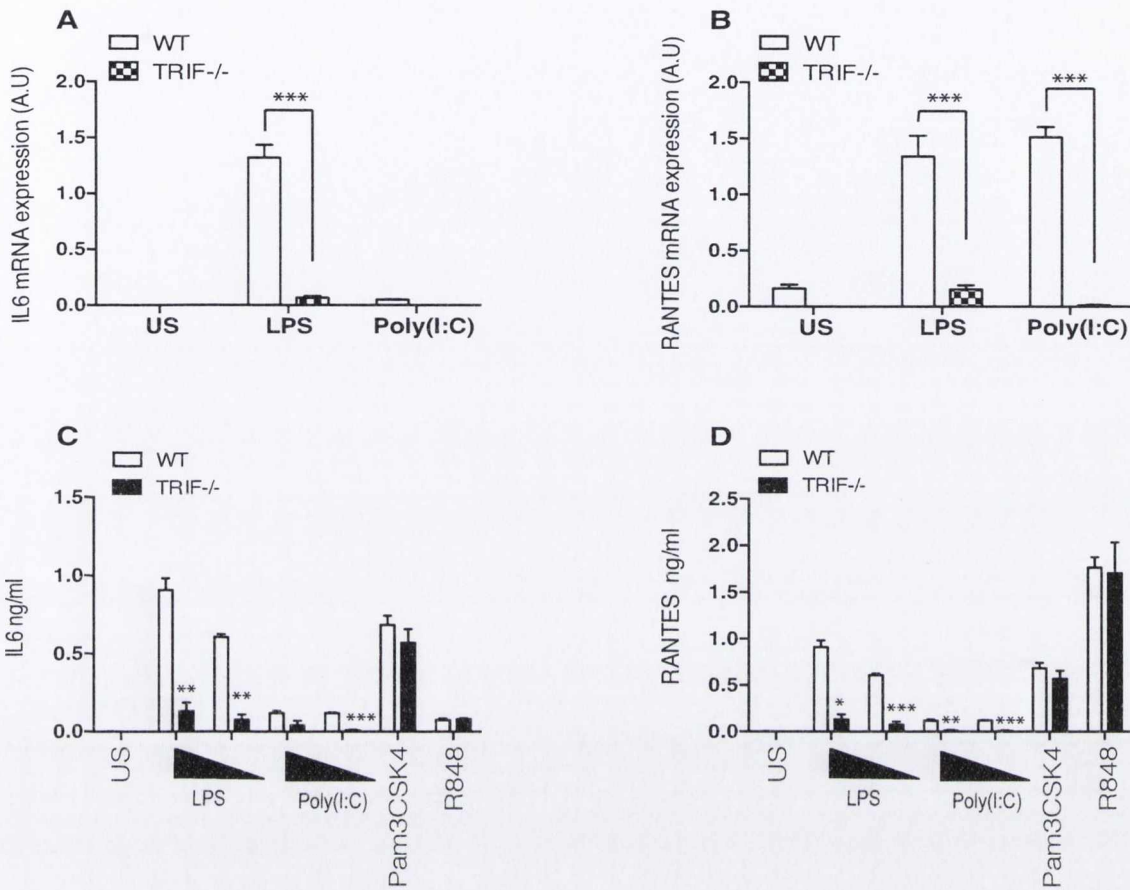 A
WT
TRIF-/-
IL6 mRNA expression (A.U)
2.0
1.5
1.0
0.5
0.0
***
US
LPS
Poly(I:C)
B
WT
TRIF-/-
RANTES mRNA expression (A.U)
2.0
1.5
1.0
0.5
0.0
***
***
US
LPS
Poly(I:C)
C
WT
TRIF-/-
IL6 ng/ml
1.5
1.0
0.5
0.0
**
**
***
US
LPS
Poly(I:C)
Pam3CSK4
R848
D
WT
TRIF-/-
RANTES ng/ml
2.5
2.0
1.5
1.0
0.5
0.0
*
***
**
***
US
LPS
Poly(I:C)
Pam3CSK4
R848